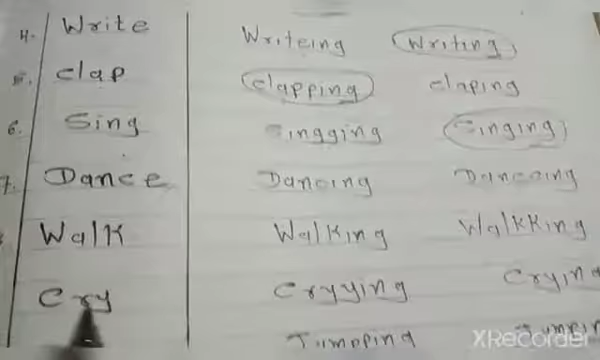 4. Write Writeing Writing
5. Clap Clapping Claping
6. Sing Singging Singing
7. Dance Dancing Danceing
Walk Walking Walkking
Cry Cryying Crying
XRecorder